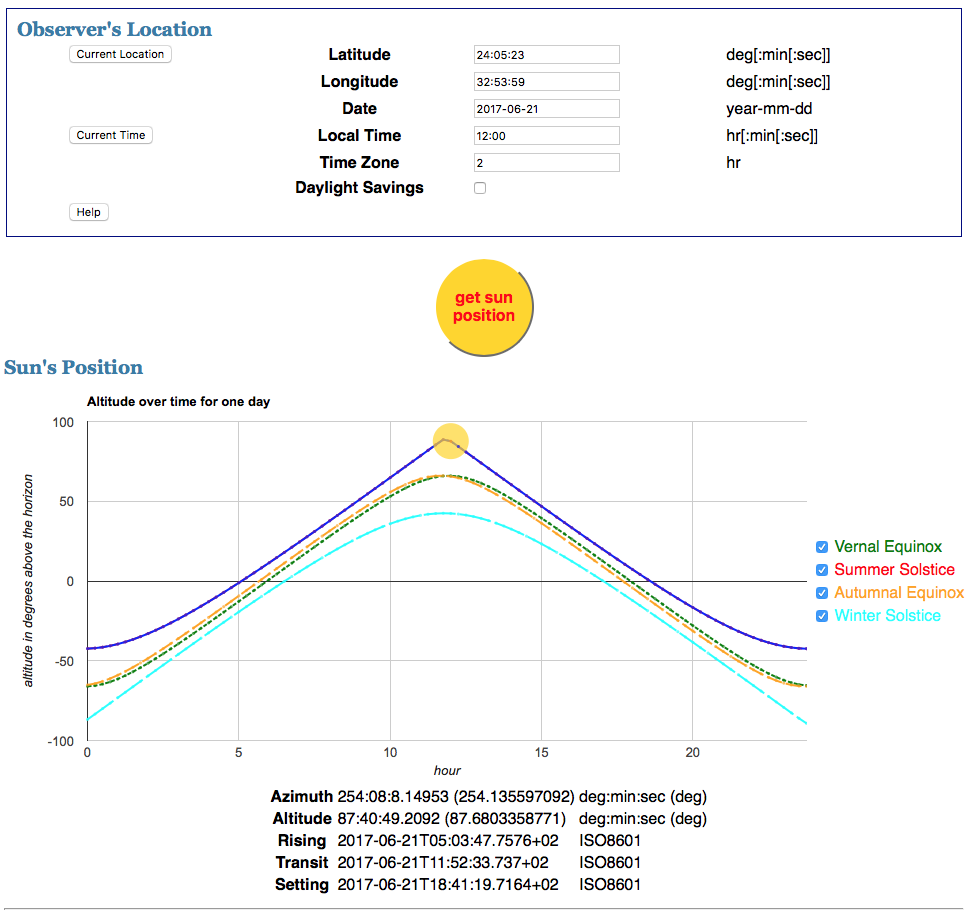 Observer's Location
Current Location Latitude 24:05:23 deg[:min[:sec]]
Longitude 32:53:59 deg[:min[:sec]]
Date 2017-06-21 year-mm-dd
Current Time Local Time 12:00 hr[:min[:sec]]
Time Zone 2 hr
Daylight Savings
Help
get sun
position
Sun's Position
Altitude over time for one day
altitude in degrees above the horizon
100
50
0
-50
-100
0 5 10 15 20
hour
Vernal Equinox
Summer Solstice
Autumnal Equinox
Winter Solstice
Azimuth 254:08:8.14953 (254.135597092) deg:min:sec (deg)
Altitude 87:40:49.2092 (87.6803358771) deg:min:sec (deg)
Rising 2017-06-21T05:03:47.7576+02 ISO8601
Transit 2017-06-21T11:52:33.737+02 ISO8601
Setting 2017-06-21T18:41:19.7164+02 ISO8601